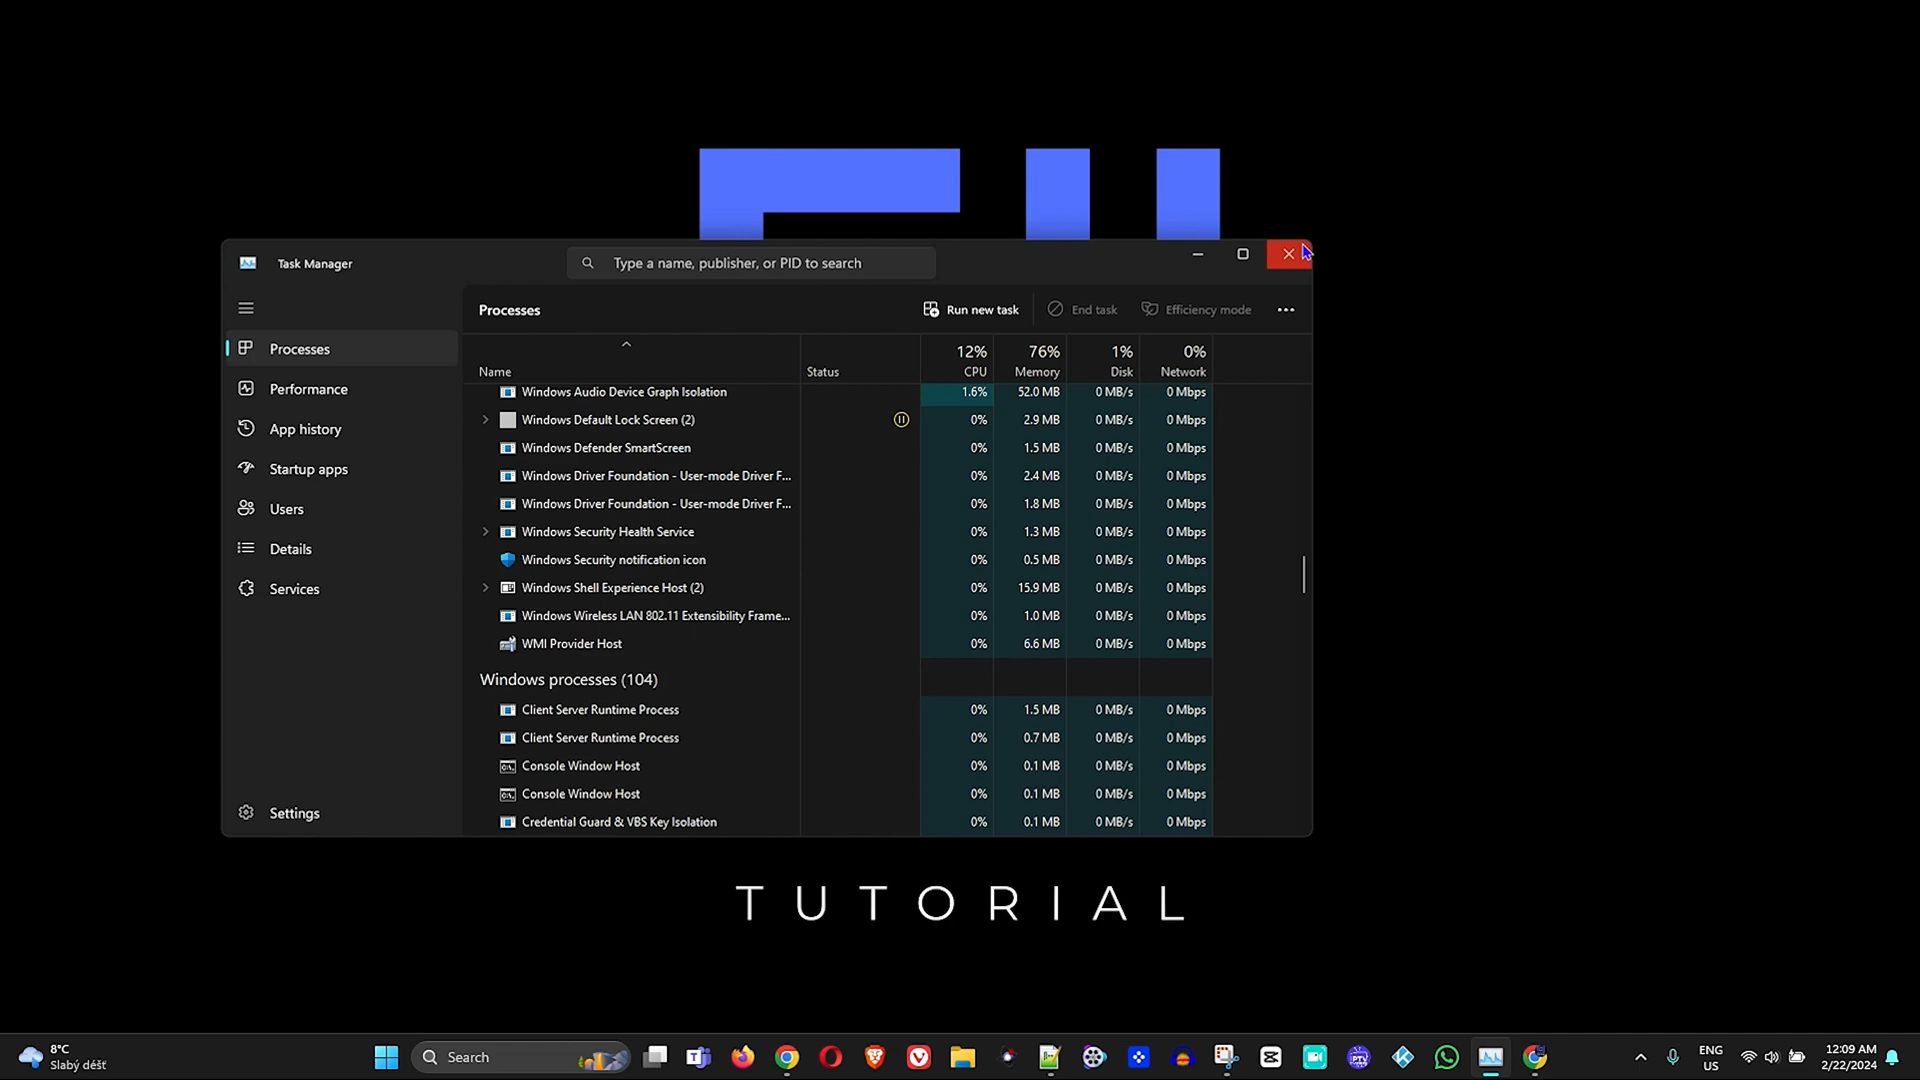 Task Manager
Type a name, publisher, or PID to search
Processes
Run new task
End task
Efficiency mode
Processes
Performance
App history
Startup apps
Users
Details
Services
Settings
12% 76% 1% 0%
Name Status CPU Memory Disk Network
Windows Audio Device Graph Isolation 1.6% 52.0 MB 0 MB/s 0 Mbps
Windows Default Lock Screen (2) 0% 2.9 MB 0 MB/s 0 Mbps
Windows Defender SmartScreen 0% 1.5 MB 0 MB/s 0 Mbps
Windows Driver Foundation - User-mode Driver F... 0% 2.4 MB 0 MB/s 0 Mbps
Windows Driver Foundation - User-mode Driver F... 0% 1.8 MB 0 MB/s 0 Mbps
Windows Security Health Service 0% 1.3 MB 0 MB/s 0 Mbps
Windows Security notification icon 0% 0.5 MB 0 MB/s 0 Mbps
Windows Shell Experience Host (2) 0% 15.9 MB 0 MB/s 0 Mbps
Windows Wireless LAN 802.11 Extensibility Frame... 0% 1.0 MB 0 MB/s 0 Mbps
WMI Provider Host 0% 6.6 MB 0 MB/s 0 Mbps
Windows processes (104)
Client Server Runtime Process 0% 1.5 MB 0 MB/s 0 Mbps
Client Server Runtime Process 0% 0.7 MB 0 MB/s 0 Mbps
Console Window Host 0% 0.1 MB 0 MB/s 0 Mbps
Console Window Host 0% 0.1 MB 0 MB/s 0 Mbps
Credential Guard & VBS Key Isolation 0% 0.1 MB 0 MB/s 0 Mbps
TUTORIAL
8°C
Slabý déšť
Search
ENG
US
12:09 AM
2/22/2024